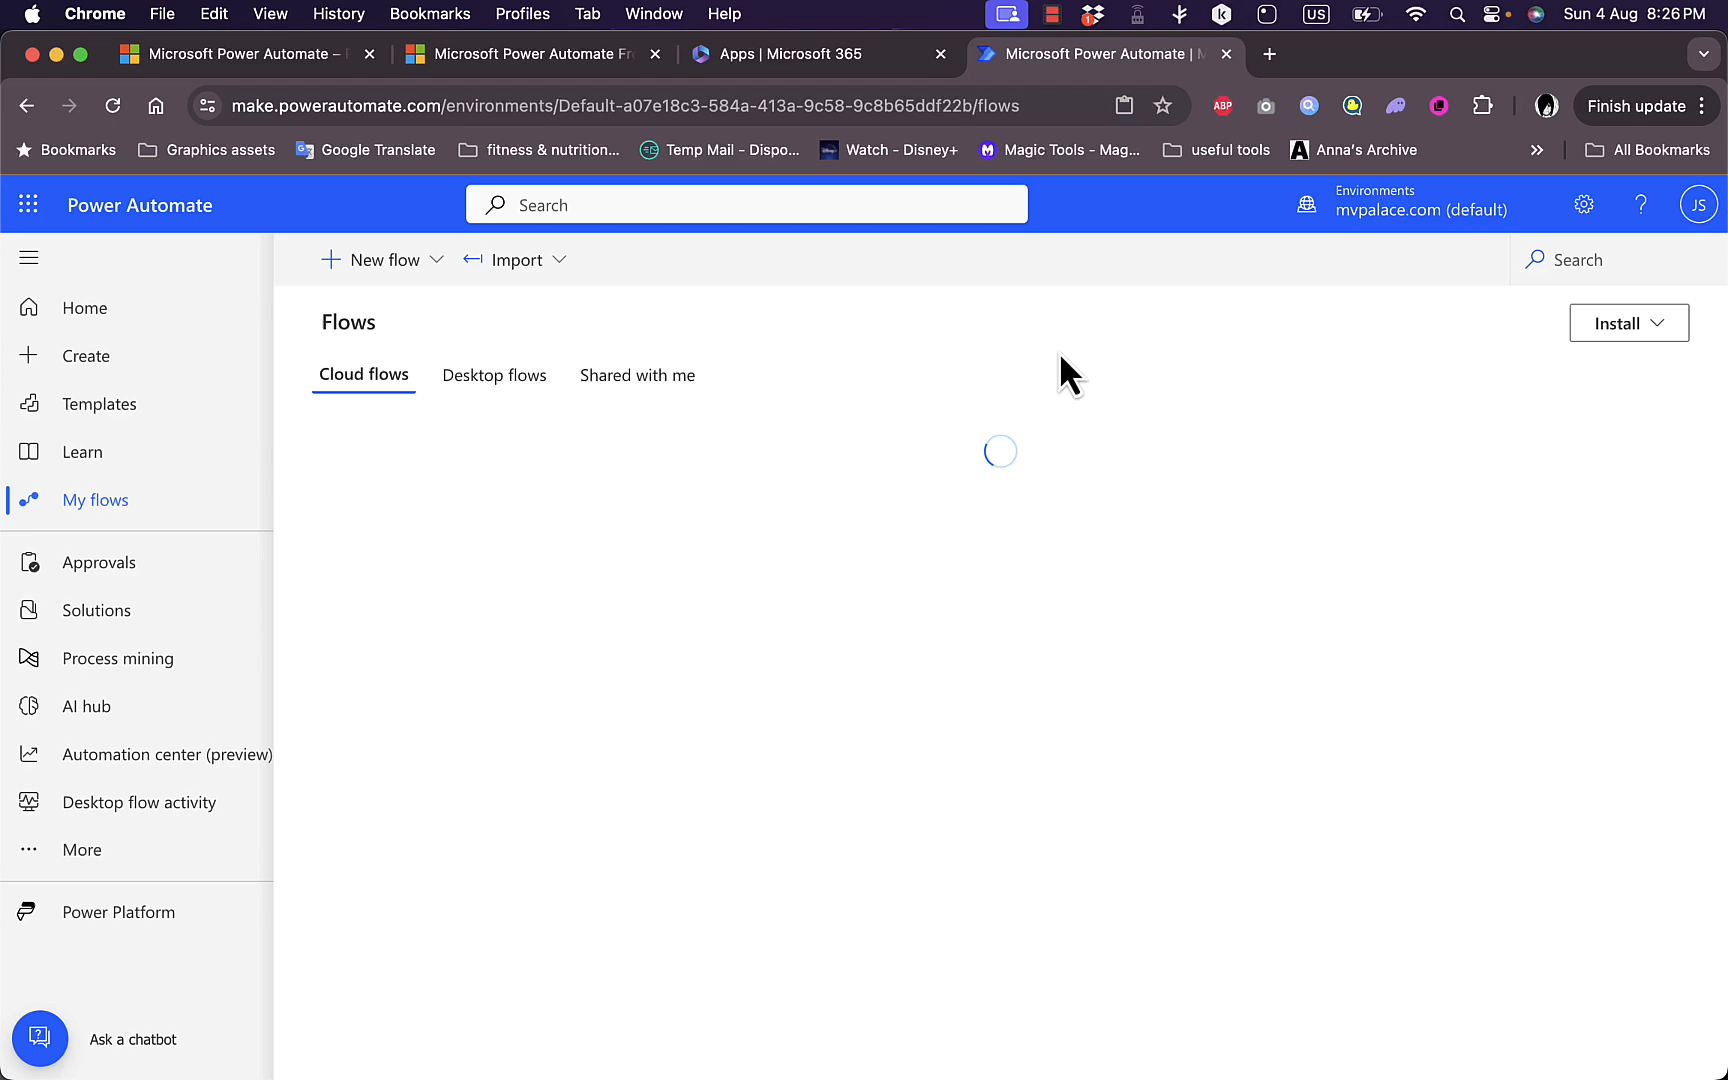 Chrome File Edit View History Bookmarks Profiles Tab Window Help 1 US Sun 4 Aug 8:26 PM
Microsoft Power Automate – Microsoft Power Automate Fr Apps | Microsoft 365 Microsoft Power Automate |
make.powerautomate.com/environments/Default-a07e18c3-584a-413a-9c58-9c8b65ddf22b/flows ABP Finish update
Bookmarks Graphics assets Google Translate fitness & nutrition... Temp Mail - Dispo... Watch - Disney+ Magic Tools - Mag... useful tools Anna's Archive » All Bookmarks
Power Automate Search Environments
mvpalace.com (default) ? JS
New flow Import Search
Home
Flows
Install
Create
Cloud flows Desktop flows Shared with me
Templates
Learn
My flows
Approvals
Solutions
Process mining
AI hub
Automation center (preview)
Desktop flow activity
More
Power Platform
Ask a chatbot